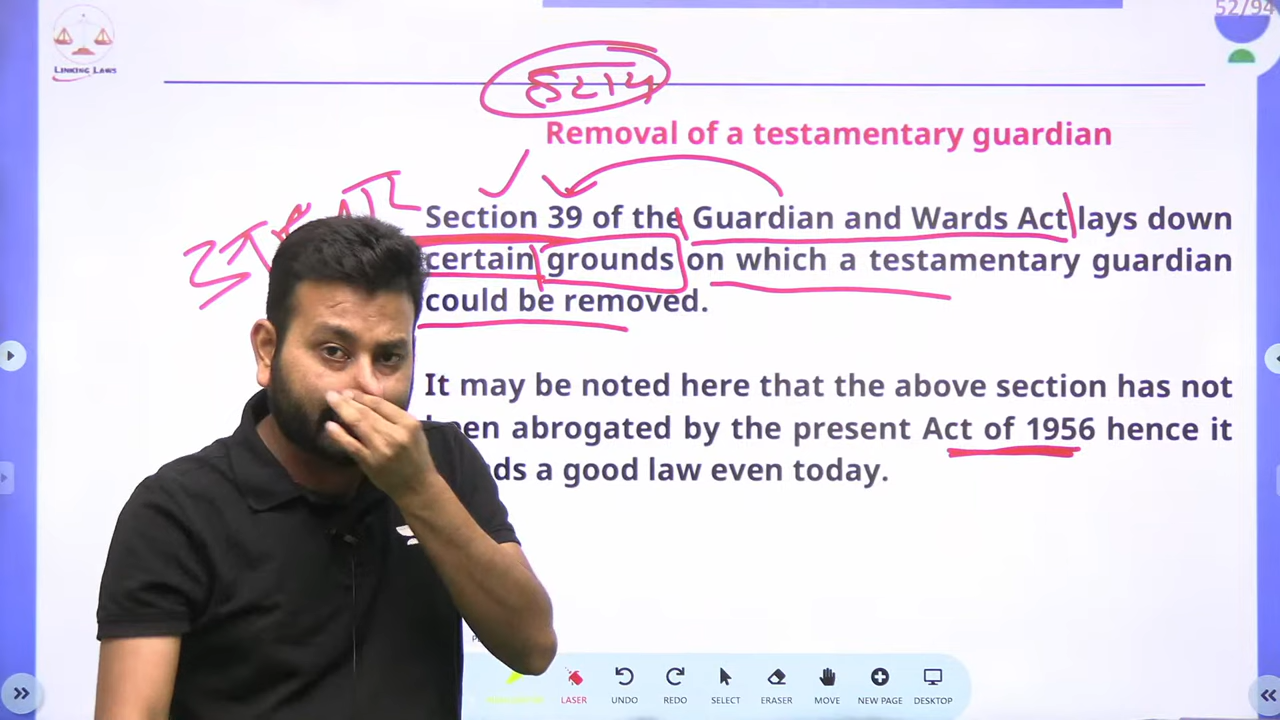 52/94
LINKING LAWS
Removal of a testamentary guardian
Section 39 of the Guardian and Wards Act lays down
certain grounds on which a testamentary guardian
could be removed.
It may be noted here that the above section has not
been abrogated by the present Act of 1956 hence it
a good law even today.
LASER
UNDO
REDO
SELECT
ERASER
MOVE
NEW PAGE
DESKTOP